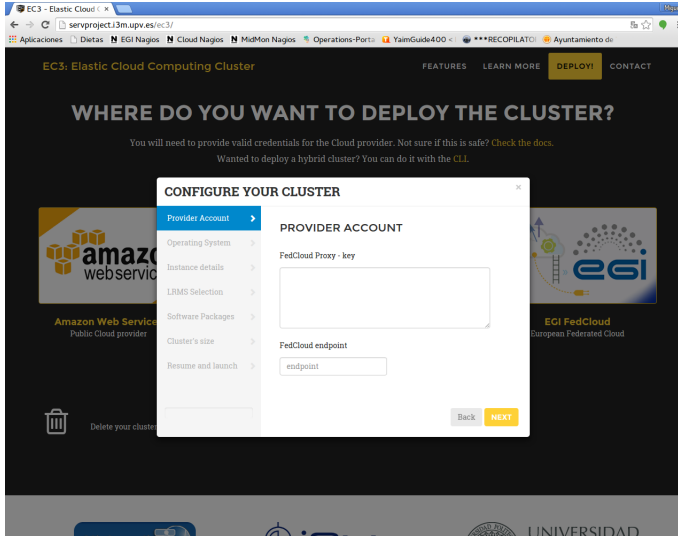 EC3 - Elastic Cloud C
servproject.i3m.upv.es/ec3/
Aplicaciones Dietas EGI Nagios Cloud Nagios MidMon Nagios Operations-Porta YaimGuide400 < ***RECOPILATO Ayuntamiento de
EC3: Elastic Cloud Computing Cluster
FEATURES LEARN MORE DEPLOY! CONTACT
WHERE DO YOU WANT TO DEPLOY THE CLUSTER?
You will need to provide valid credentials for the Cloud provider. Not sure if this is safe? Check the docs.
Wanted to deploy a hybrid cluster? You can do it with the CLI.
CONFIGURE YOUR CLUSTER ×
Provider Account
Operating System
Instance details
LRMS Selection
Software Packages
Cluster's size
Resume and launch
PROVIDER ACCOUNT
FedCloud Proxy - key
FedCloud endpoint
endpoint
Back NEXT
amazo
webservic
Amazon Web Service
Public Cloud provider
egi
EGI FedCloud
European Federated Cloud
Delete your cluster
UNIVERSIDAD